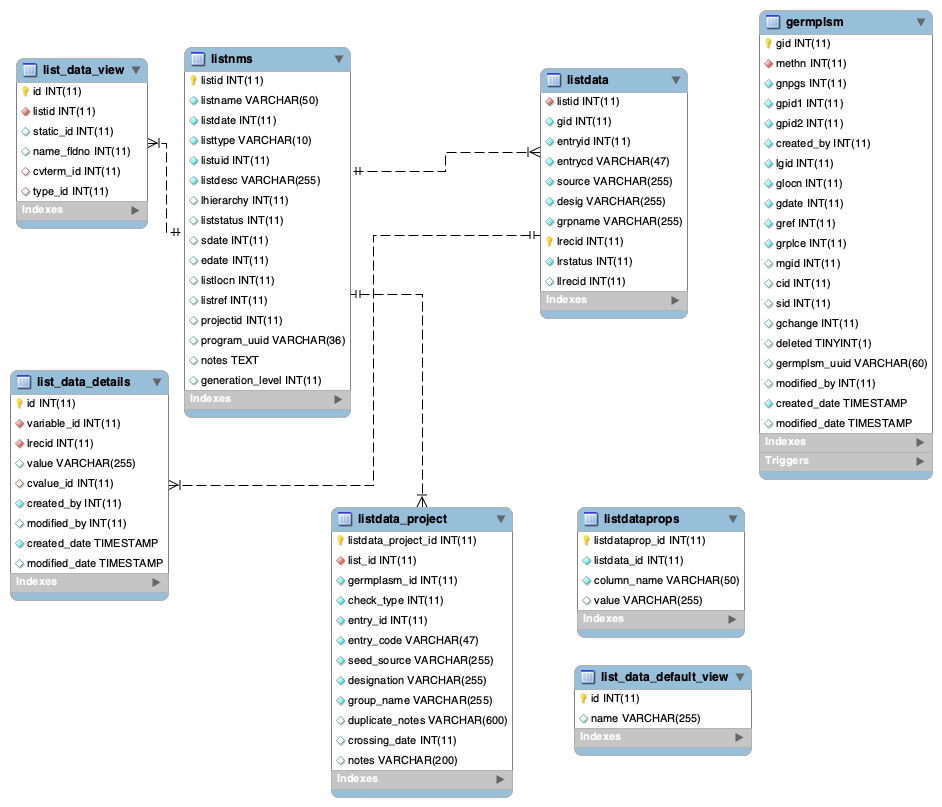 list_data_view
id INT(11)
listid INT(11)
static_id INT(11)
name_fldno INT(11)
cvterm_id INT(11)
type_id INT(11)
Indexes
listnms
listid INT(11)
listname VARCHAR(50)
listdate INT(11)
listtype VARCHAR(10)
listuid INT(11)
listdesc VARCHAR(255)
lhierarchy INT(11)
liststatus INT(11)
sdate INT(11)
edate INT(11)
listlocn INT(11)
listref INT(11)
projectid INT(11)
program_uuid VARCHAR(36)
notes TEXT
generation_level INT(11)
Indexes
listdata
listid INT(11)
gid INT(11)
entryid INT(11)
entrycd VARCHAR(47)
source VARCHAR(255)
desig VARCHAR(255)
grpname VARCHAR(255)
lrecid INT(11)
lrstatus INT(11)
llrecid INT(11)
Indexes
germplsm
gid INT(11)
methn INT(11)
gnpgs INT(11)
gpid1 INT(11)
gpid2 INT(11)
created_by INT(11)
lgid INT(11)
glocn INT(11)
gdate INT(11)
gref INT(11)
grplce INT(11)
mgid INT(11)
cid INT(11)
sid INT(11)
gchange INT(11)
deleted TINYINT(1)
germplsm_uuid VARCHAR(60)
modified_by INT(11)
created_date TIMESTAMP
modified_date TIMESTAMP
Indexes
Triggers
list_data_details
id INT(11)
variable_id INT(11)
lrecid INT(11)
value VARCHAR(255)
cvalue_id INT(11)
created_by INT(11)
modified_by INT(11)
created_date TIMESTAMP
modified_date TIMESTAMP
Indexes
listdata_project
listdata_project_id INT(11)
list_id INT(11)
germplasm_id INT(11)
check_type INT(11)
entry_id INT(11)
entry_code VARCHAR(47)
seed_source VARCHAR(255)
designation VARCHAR(255)
group_name VARCHAR(255)
duplicate_notes VARCHAR(600)
crossing_date INT(11)
notes VARCHAR(200)
Indexes
listdataprops
listdataprop_id INT(11)
listdata_id INT(11)
column_name VARCHAR(50)
value VARCHAR(255)
Indexes
list_data_default_view
id INT(11)
name VARCHAR(255)
Indexes